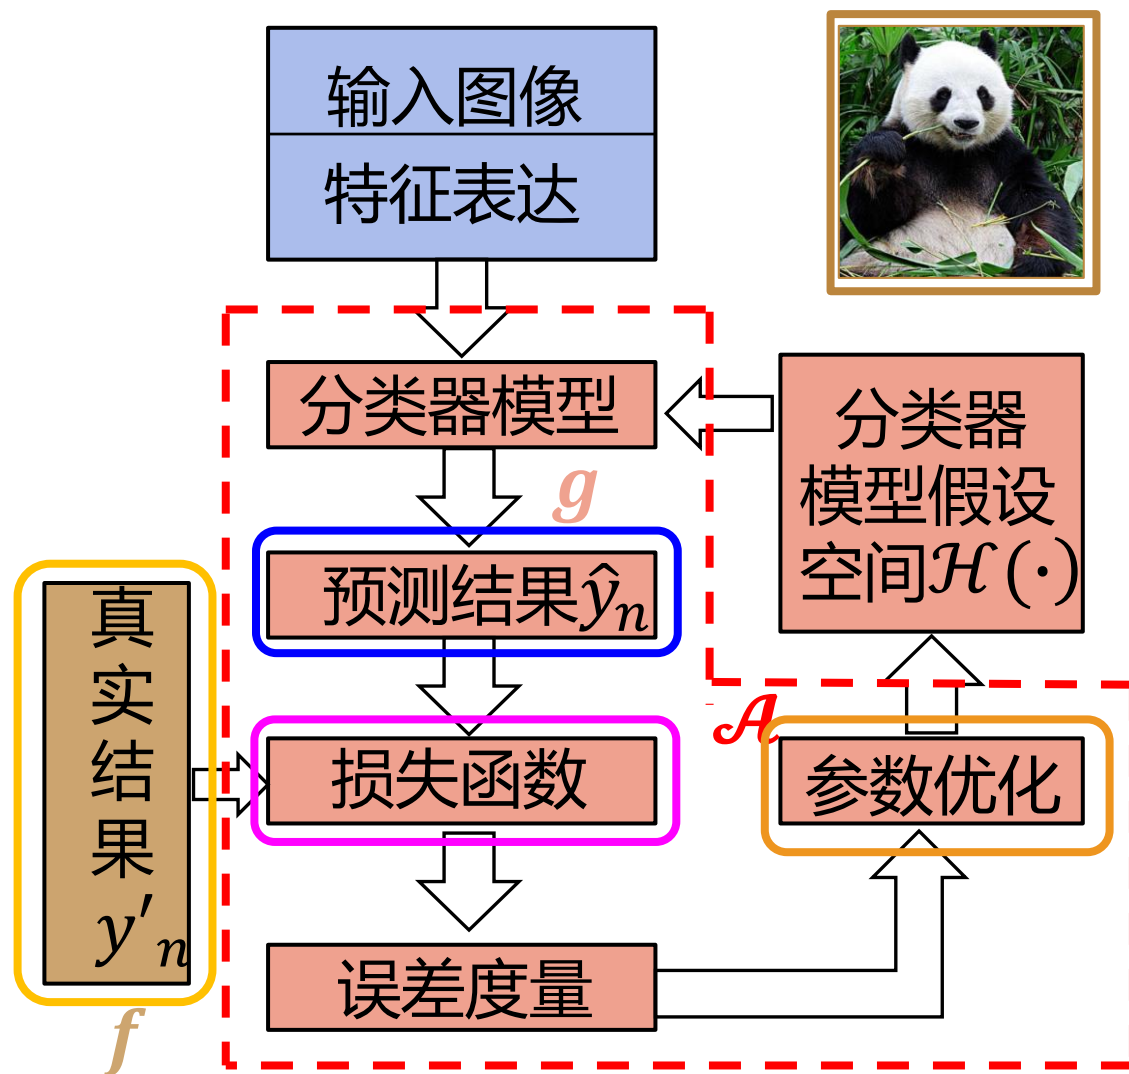 输入图像
特征表达
分类器模型
g
预测结果ŷₙ
分类器
模型假设
空间ℋ(·)
真
实
结
果
y′ₙ
f
𝒜
损失函数
参数优化
误差度量